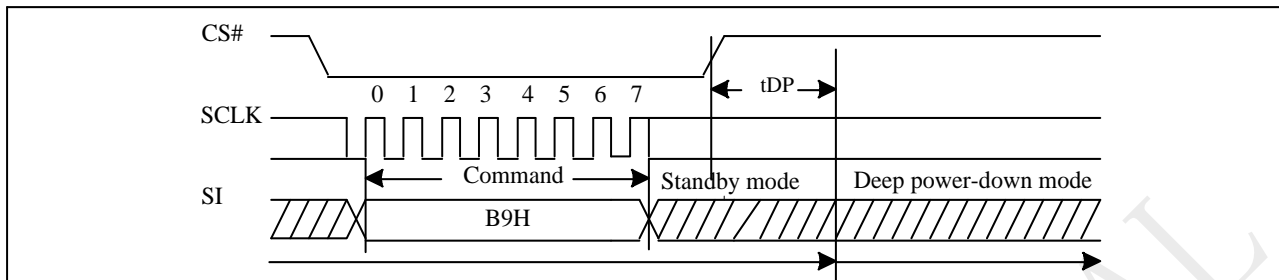 CS#
tDP
0 1 2 3 4 5 6 7
SCLK
Command
Standby mode
Deep power-down mode
SI
B9H